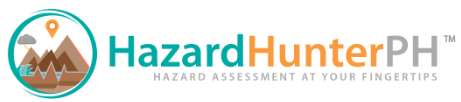 HazardHunterPH™
HAZARD ASSESSMENT AT YOUR FINGERTIPS